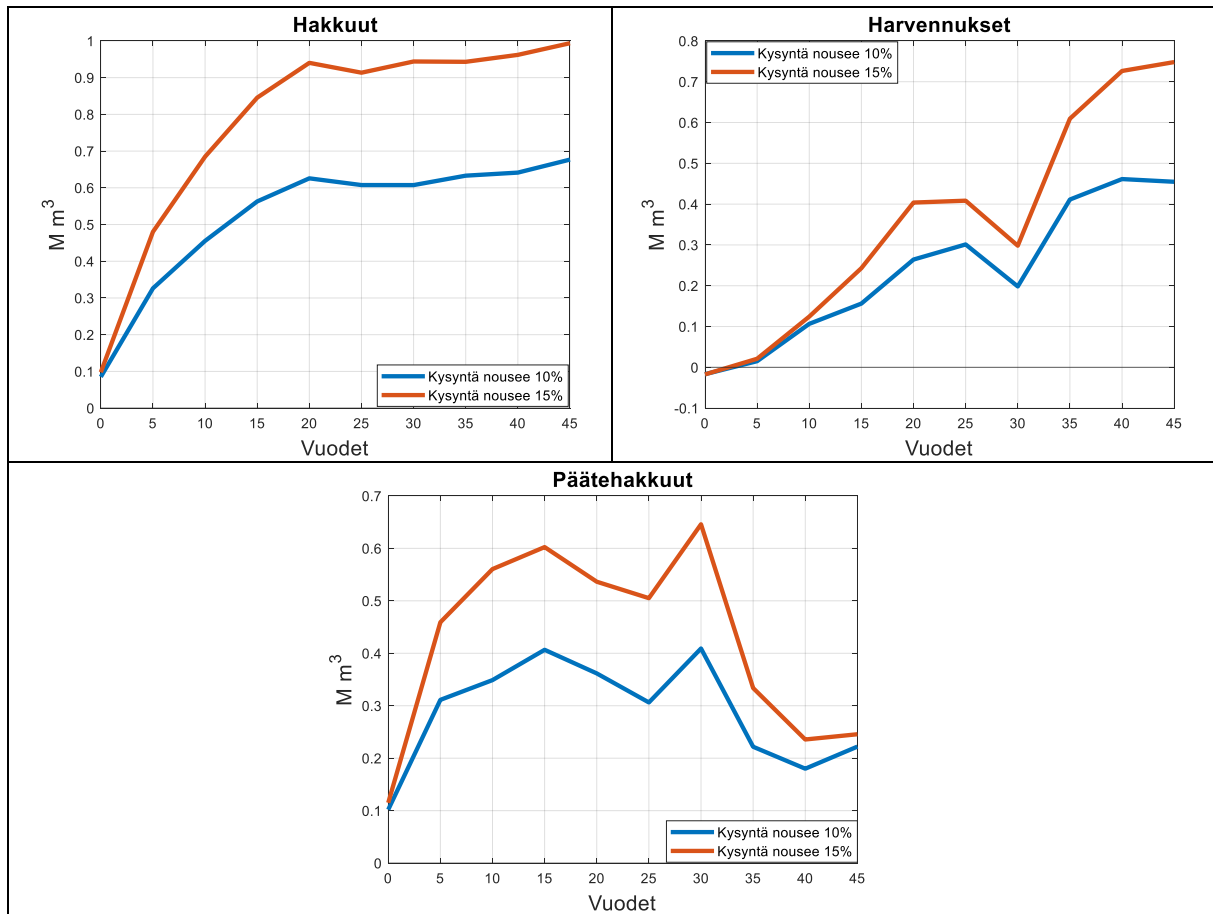 Hakkuut
1
0.9
0.8
0.7
0.6
0.5
0.4
0.3
0.2
0.1
0
M m³
0 5 10 15 20 25 30 35 40 45
Vuodet
Kysyntä nousee 10%
Kysyntä nousee 15%
Harvennukset
0.8
0.7
0.6
0.5
0.4
0.3
0.2
0.1
0
-0.1
M m³
0 5 10 15 20 25 30 35 40 45
Vuodet
Kysyntä nousee 10%
Kysyntä nousee 15%
Päätehakkuut
0.7
0.6
0.5
0.4
0.3
0.2
0.1
0
M m³
0 5 10 15 20 25 30 35 40 45
Vuodet
Kysyntä nousee 10%
Kysyntä nousee 15%